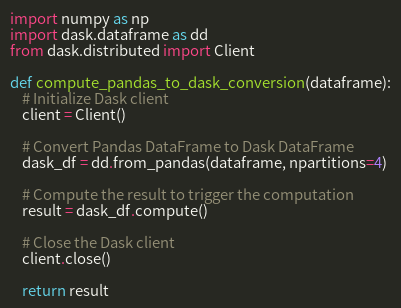 import numpy as np
import dask.dataframe as dd
from dask.distributed import Client

def compute_pandas_to_dask_conversion(dataframe):
    # Initialize Dask client
    client = Client()

    # Convert Pandas DataFrame to Dask DataFrame
    dask_df = dd.from_pandas(dataframe, npartitions=4)

    # Compute the result to trigger the computation
    result = dask_df.compute()

    # Close the Dask client
    client.close()

    return result